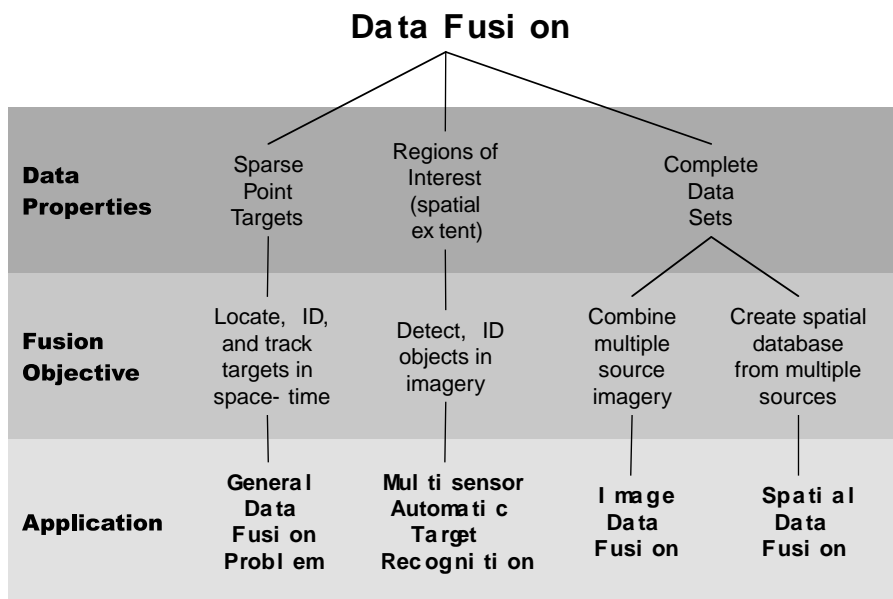 Data Fusion
Data
Properties
Sparse
Point
Targets
Regions of
Interest
(spatial
extent)
Complete
Data
Sets
Fusion
Objective
Locate, ID,
and track
targets in
space-time
Detect, ID
objects in
imagery
Combine
multiple
source
imagery
Create spatial
database
from multiple
sources
Application
General
Data
Fusion
Problem
Multisensor
Automatic
Target
Recognition
Image
Data
Fusion
Spatial
Data
Fusion